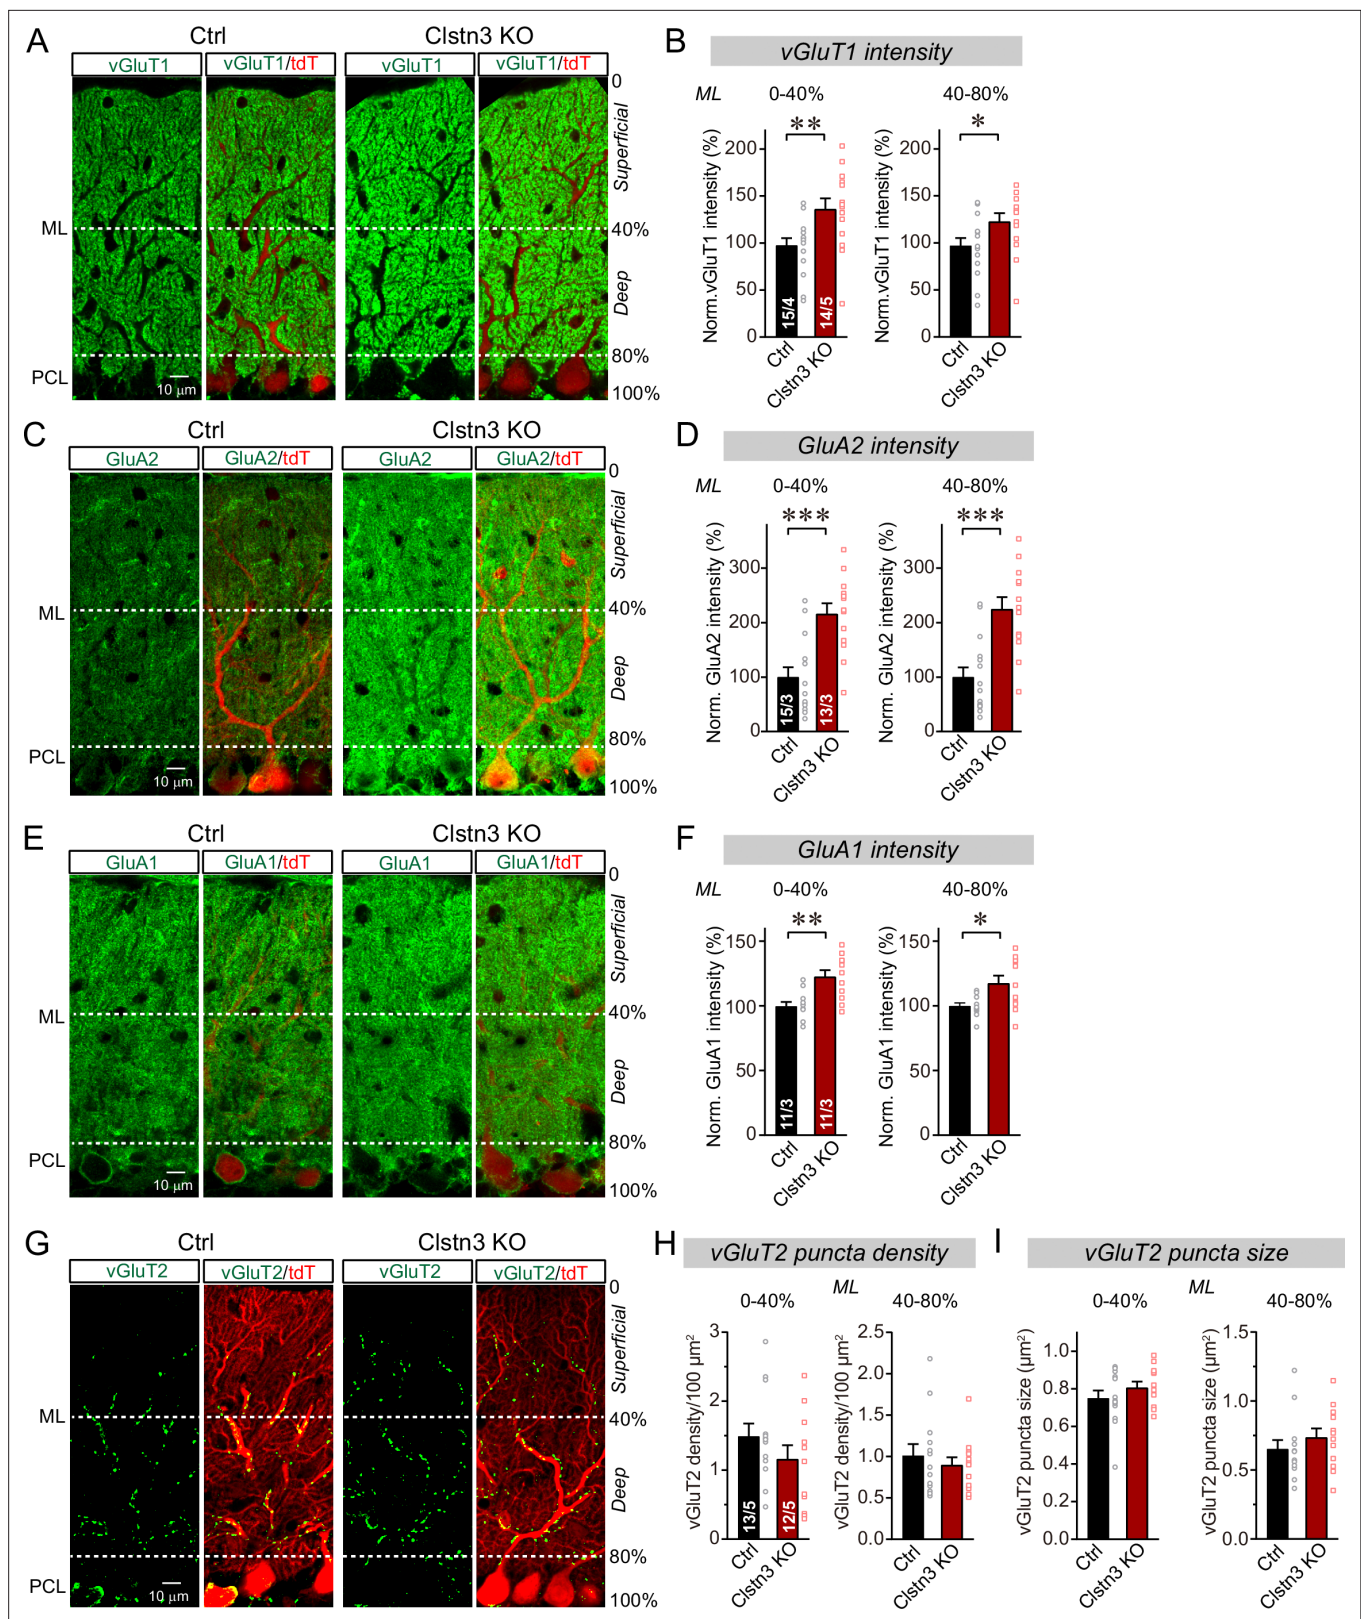 A
Ctrl
Clstn3 KO
vGluT1
vGluT1/tdT
vGluT1
vGluT1/tdT
0
Superficial
ML
40%
Deep
80%
PCL
10 μm
100%
B
vGluT1 intensity
ML
0-40%
40-80%
**
*
Norm.vGluT1 intensity (%)
200
150
100
50
0
15/4
14/5
Ctrl
Clstn3 KO
Norm.vGluT1 intensity (%)
200
150
100
50
0
Ctrl
Clstn3 KO
C
Ctrl
Clstn3 KO
GluA2
GluA2/tdT
GluA2
GluA2/tdT
0
Superficial
ML
40%
Deep
80%
PCL
10 μm
100%
D
GluA2 intensity
ML
0-40%
40-80%
***
***
Norm. GluA2 intensity (%)
300
200
100
0
15/3
13/3
Ctrl
Clstn3 KO
Norm. GluA2 intensity (%)
300
200
100
0
Ctrl
Clstn3 KO
E
Ctrl
Clstn3 KO
GluA1
GluA1/tdT
GluA1
GluA1/tdT
0
Superficial
ML
40%
Deep
80%
PCL
10 μm
100%
F
GluA1 intensity
ML
0-40%
40-80%
**
*
Norm. GluA1 intensity (%)
150
100
50
0
11/3
11/3
Ctrl
Clstn3 KO
Norm. GluA1 intensity (%)
150
100
50
0
Ctrl
Clstn3 KO
G
Ctrl
Clstn3 KO
vGluT2
vGluT2/tdT
vGluT2
vGluT2/tdT
0
Superficial
ML
40%
Deep
80%
PCL
10 μm
100%
H
vGluT2 puncta density
ML
0-40%
40-80%
vGluT2 density/100 μm²
3
2
1
0
13/5
12/5
Ctrl
Clstn3 KO
vGluT2 density/100 μm²
2.5
2.0
1.5
1.0
0.5
0.0
Ctrl
Clstn3 KO
I
vGluT2 puncta size
ML
0-40%
40-80%
vGluT2 puncta size (μm²)
1.0
0.8
0.6
0.4
0.2
0.0
Ctrl
Clstn3 KO
vGluT2 puncta size (μm²)
1.5
1.0
0.5
0.0
Ctrl
Clstn3 KO